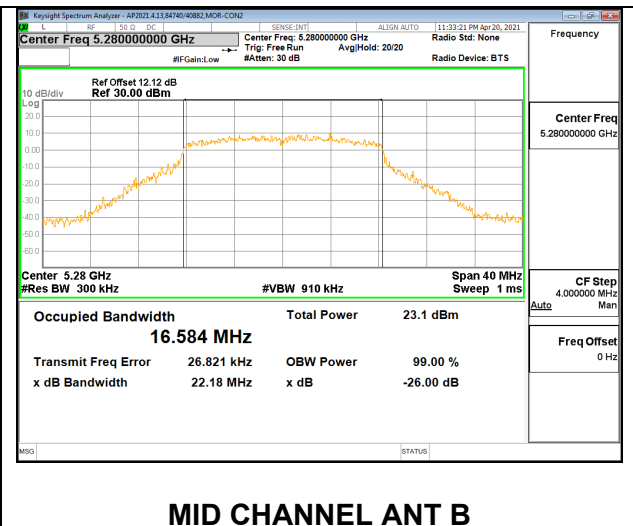 Keysight Spectrum Analyzer - AP2021.4.13,84740/40882,MOR-CON2
L RF 50 Ω DC SENSE:INT ALIGN AUTO 11:33:21 PM Apr 20, 2021
Center Freq 5.280000000 GHz Center Freq: 5.280000000 GHz Radio Std: None
Trig: Free Run Avg|Hold: 20/20
#IFGain:Low #Atten: 30 dB Radio Device: BTS
Ref Offset 12.12 dB
10 dB/div Ref 30.00 dBm
Log
20.0
10.0
0.00
-10.0
-20.0
-30.0
-40.0
-50.0
-60.0
Center 5.28 GHz Span 40 MHz
#Res BW 300 kHz #VBW 910 kHz Sweep 1 ms
Occupied Bandwidth Total Power 23.1 dBm
16.584 MHz
Transmit Freq Error 26.821 kHz OBW Power 99.00 %
x dB Bandwidth 22.18 MHz x dB -26.00 dB
MSG STATUS
Frequency
Center Freq
5.280000000 GHz
CF Step
4.000000 MHz
Auto Man
Freq Offset
0 Hz
MID CHANNEL ANT B